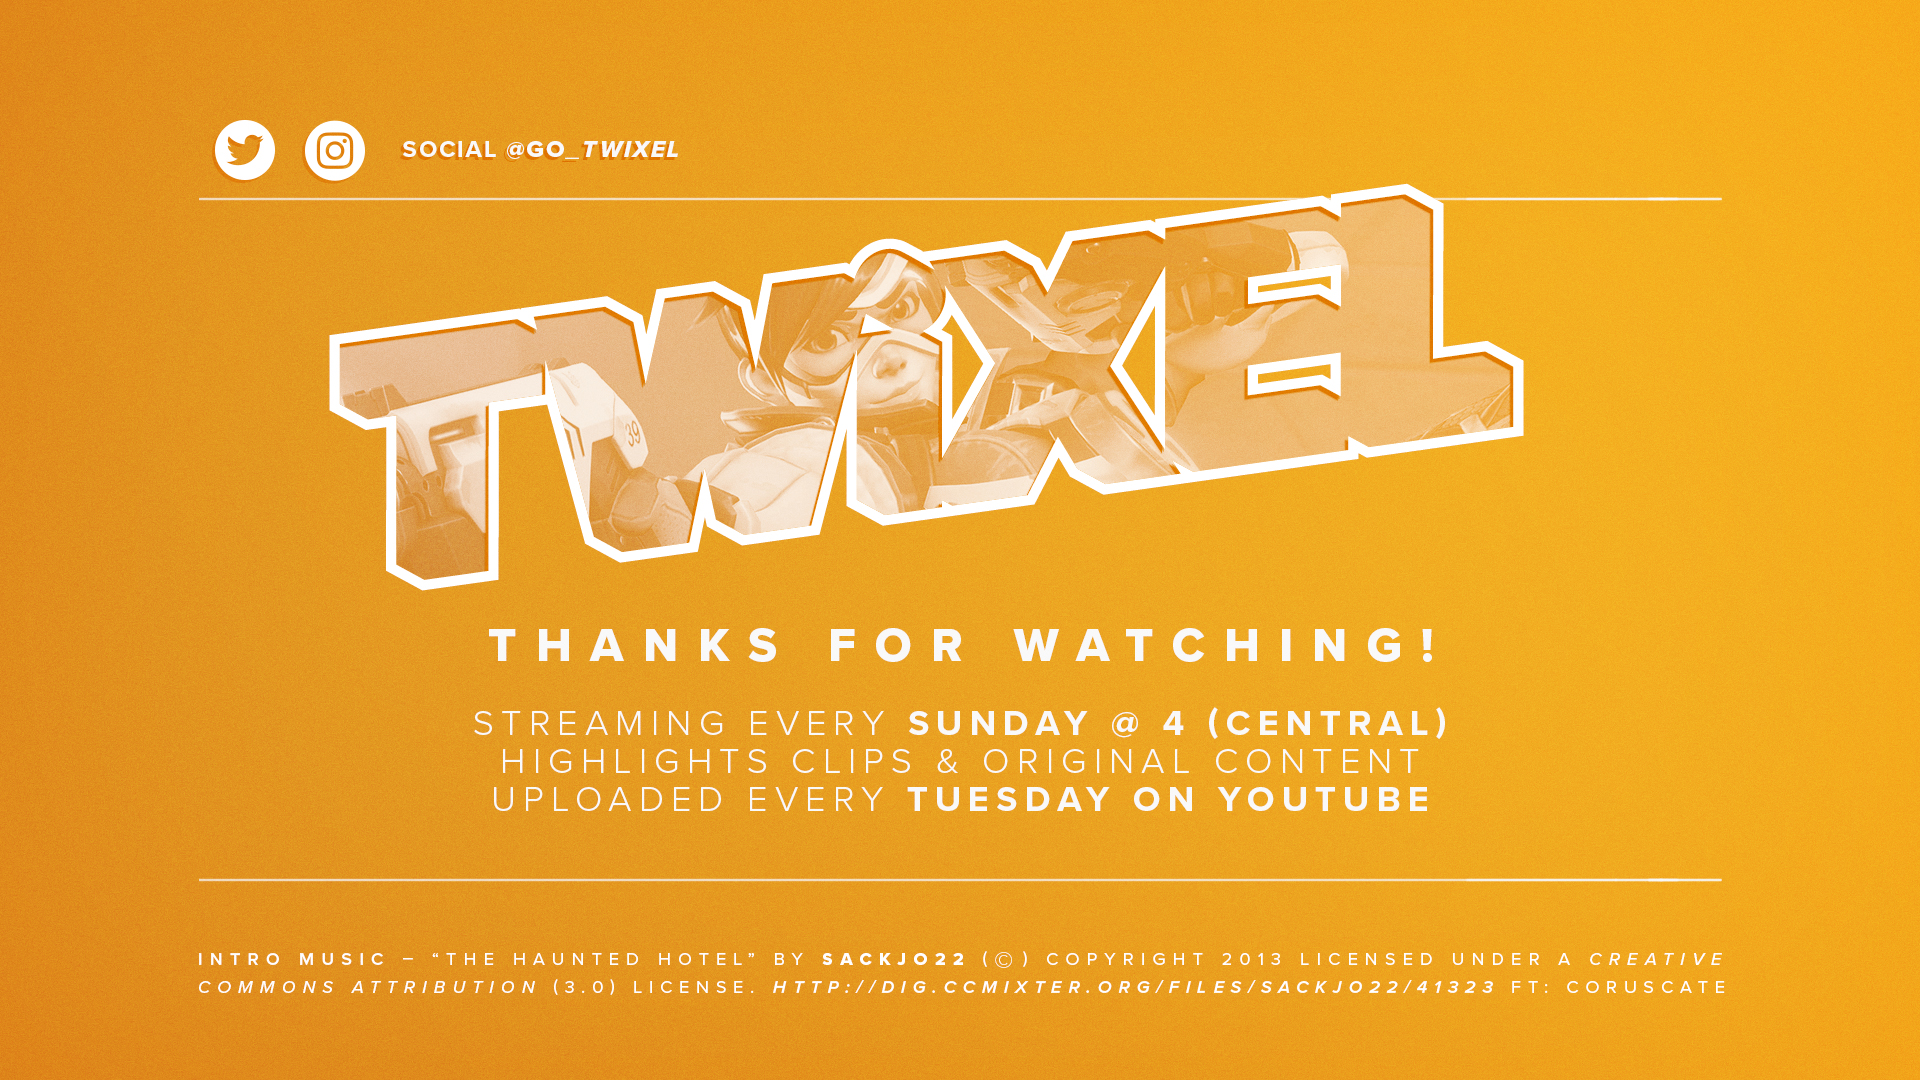 SOCIAL @GO_TWIXEL
TWIXEL
39
THANKS FOR WATCHING!
STREAMING EVERY SUNDAY @ 4 (CENTRAL)
HIGHLIGHTS CLIPS & ORIGINAL CONTENT
UPLOADED EVERY TUESDAY ON YOUTUBE
INTRO MUSIC – “THE HAUNTED HOTEL” BY SACKJO22 (©) COPYRIGHT 2013 LICENSED UNDER A CREATIVE
COMMONS ATTRIBUTION (3.0) LICENSE. HTTP://DIG.CCMIXTER.ORG/FILES/SACKJO22/41323 FT: CORUSCATE